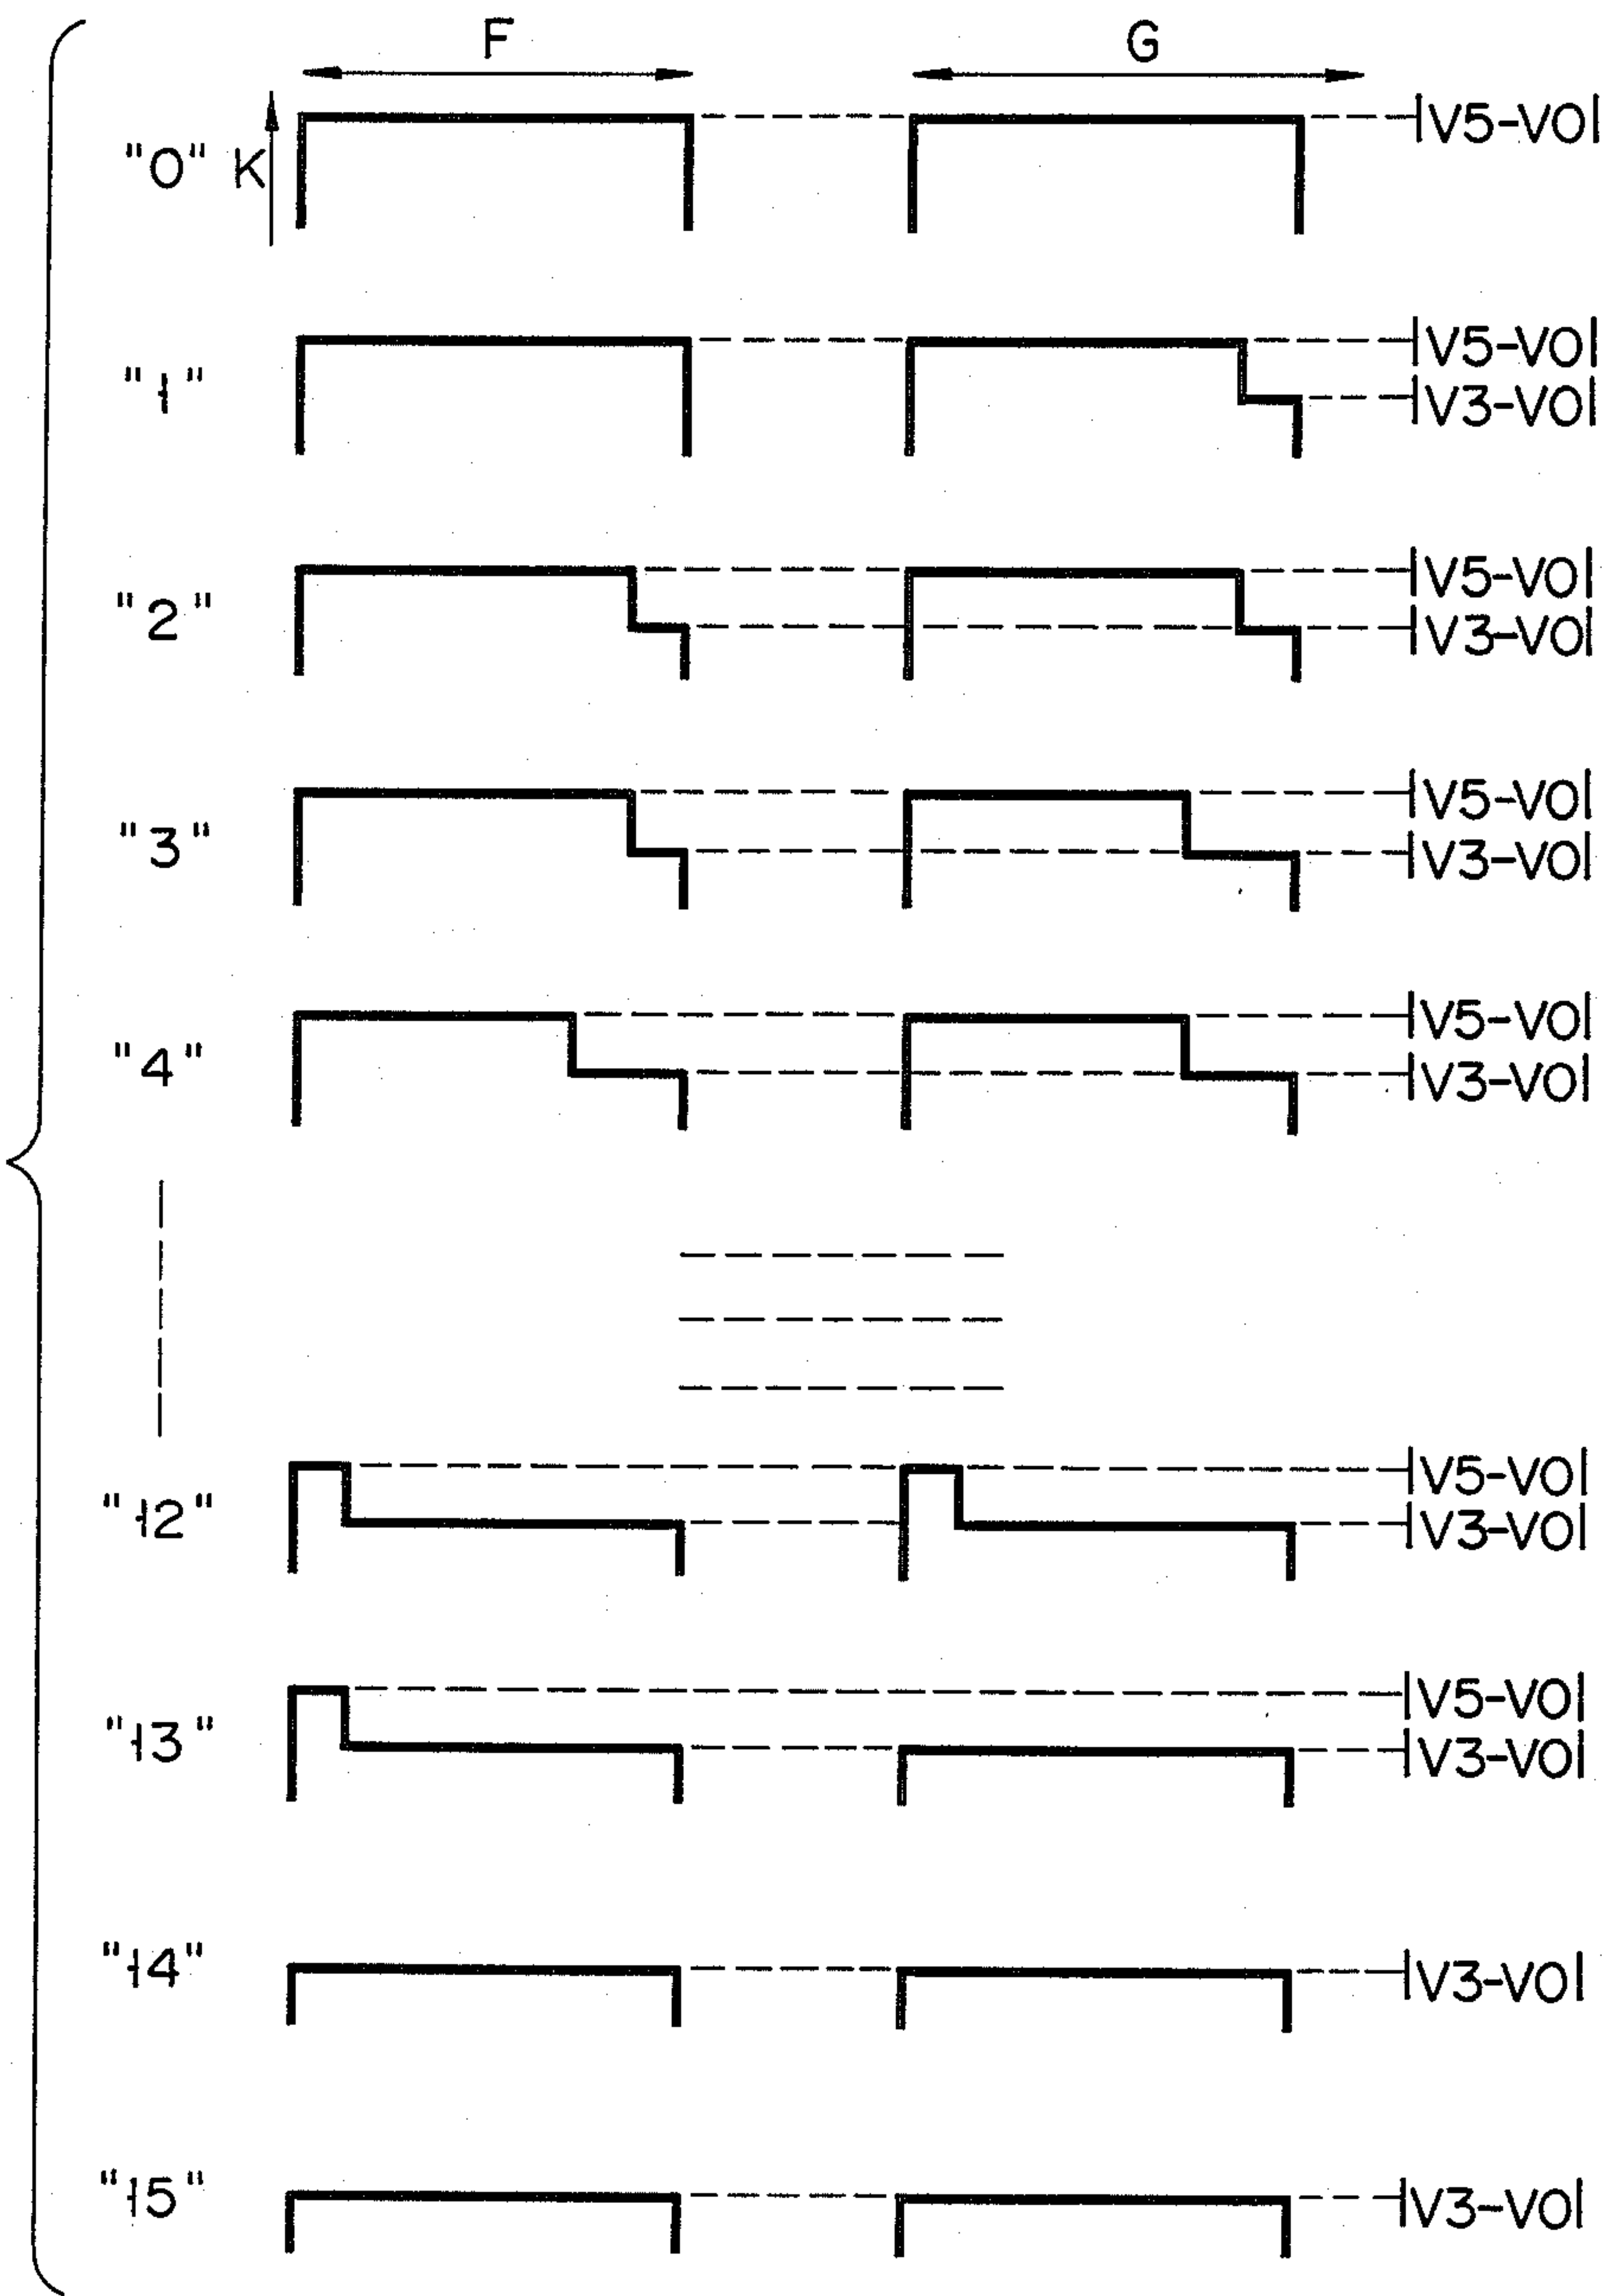 F G
"0" K |V5-V0|
"1" |V5-V0|
|V3-V0|
"2" |V5-V0|
|V3-V0|
"3" |V5-V0|
|V3-V0|
"4" |V5-V0|
|V3-V0|
"12" |V5-V0|
|V3-V0|
"13" |V5-V0|
|V3-V0|
"14" |V3-V0|
"15" |V3-V0|